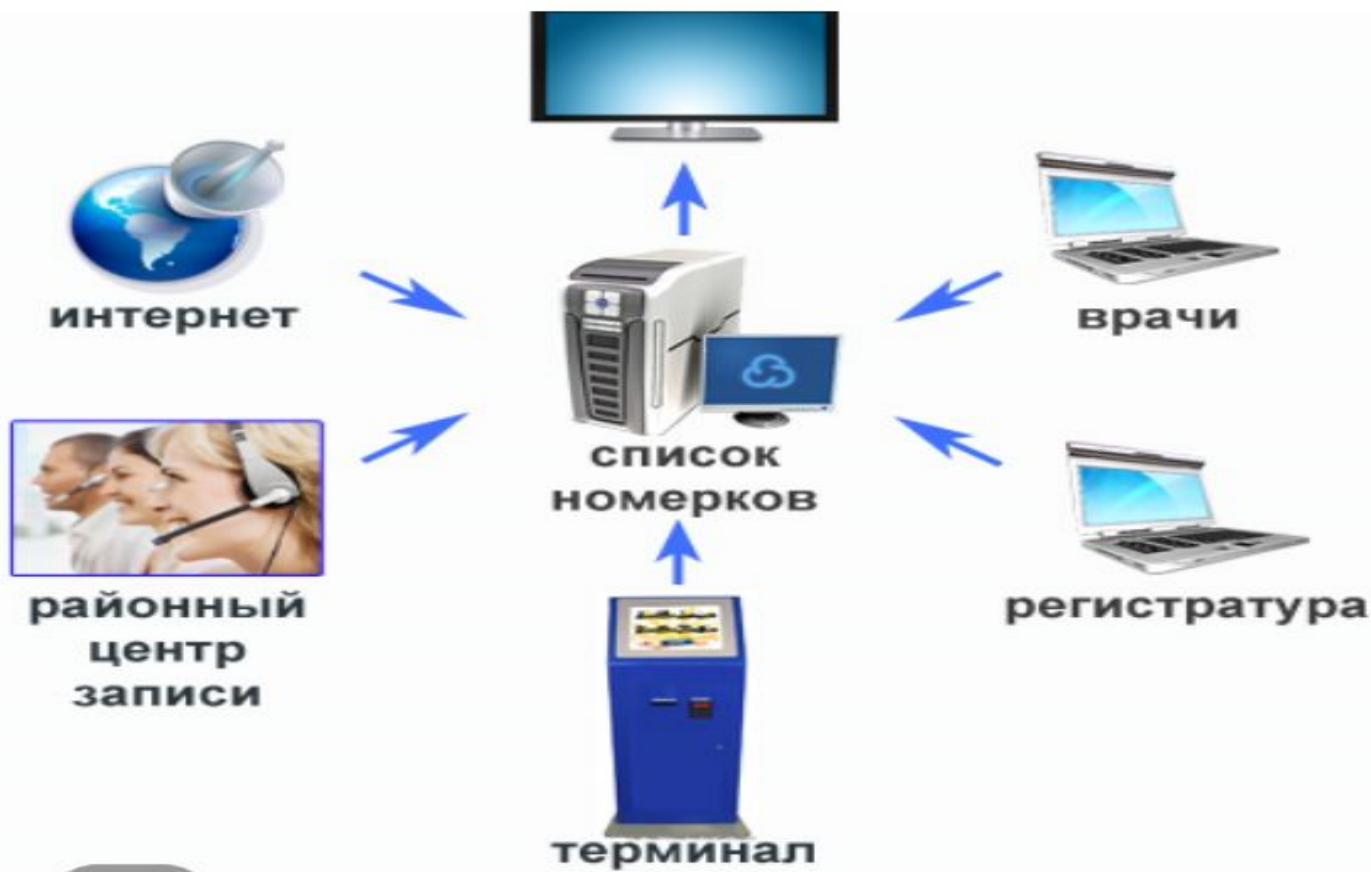 интернет
врачи
список
номерков
районный
центр
записи
регистратура
терминал